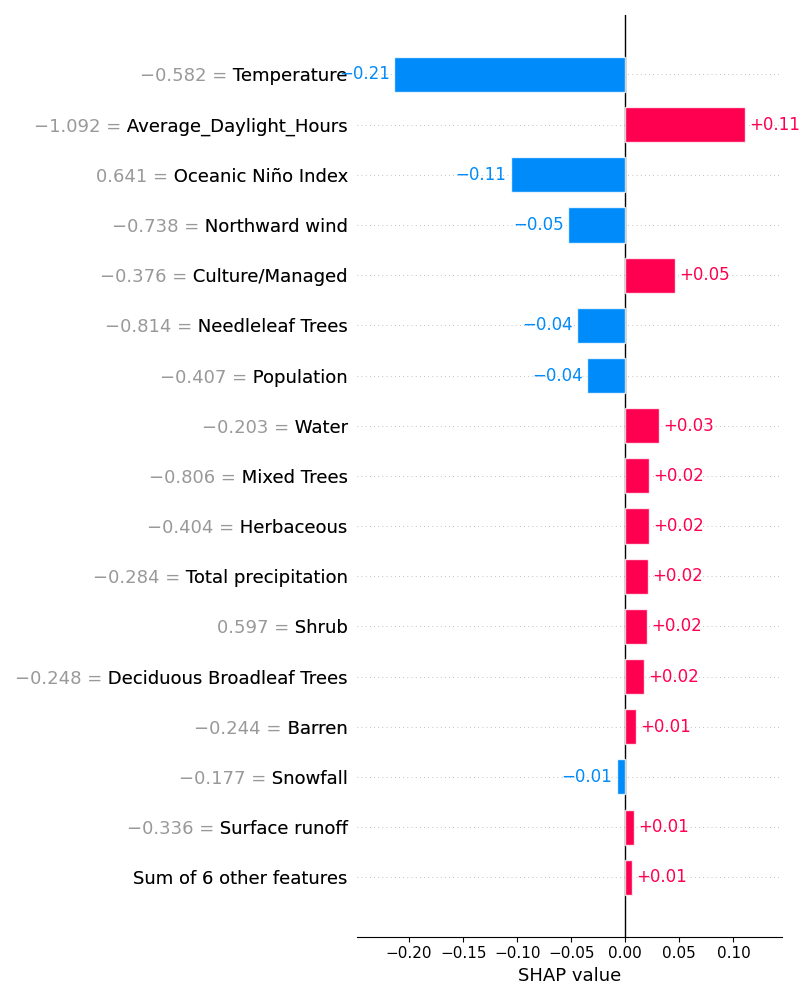 −0.582 = Temperature −0.21
−1.092 = Average_Daylight_Hours +0.11
0.641 = Oceanic Niño Index −0.11
−0.738 = Northward wind −0.05
−0.376 = Culture/Managed +0.05
−0.814 = Needleleaf Trees −0.04
−0.407 = Population −0.04
−0.203 = Water +0.03
−0.806 = Mixed Trees +0.02
−0.404 = Herbaceous +0.02
−0.284 = Total precipitation +0.02
0.597 = Shrub +0.02
−0.248 = Deciduous Broadleaf Trees +0.02
−0.244 = Barren +0.01
−0.177 = Snowfall −0.01
−0.336 = Surface runoff +0.01
Sum of 6 other features +0.01
−0.20 −0.15 −0.10 −0.05 0.00 0.05 0.10
SHAP value